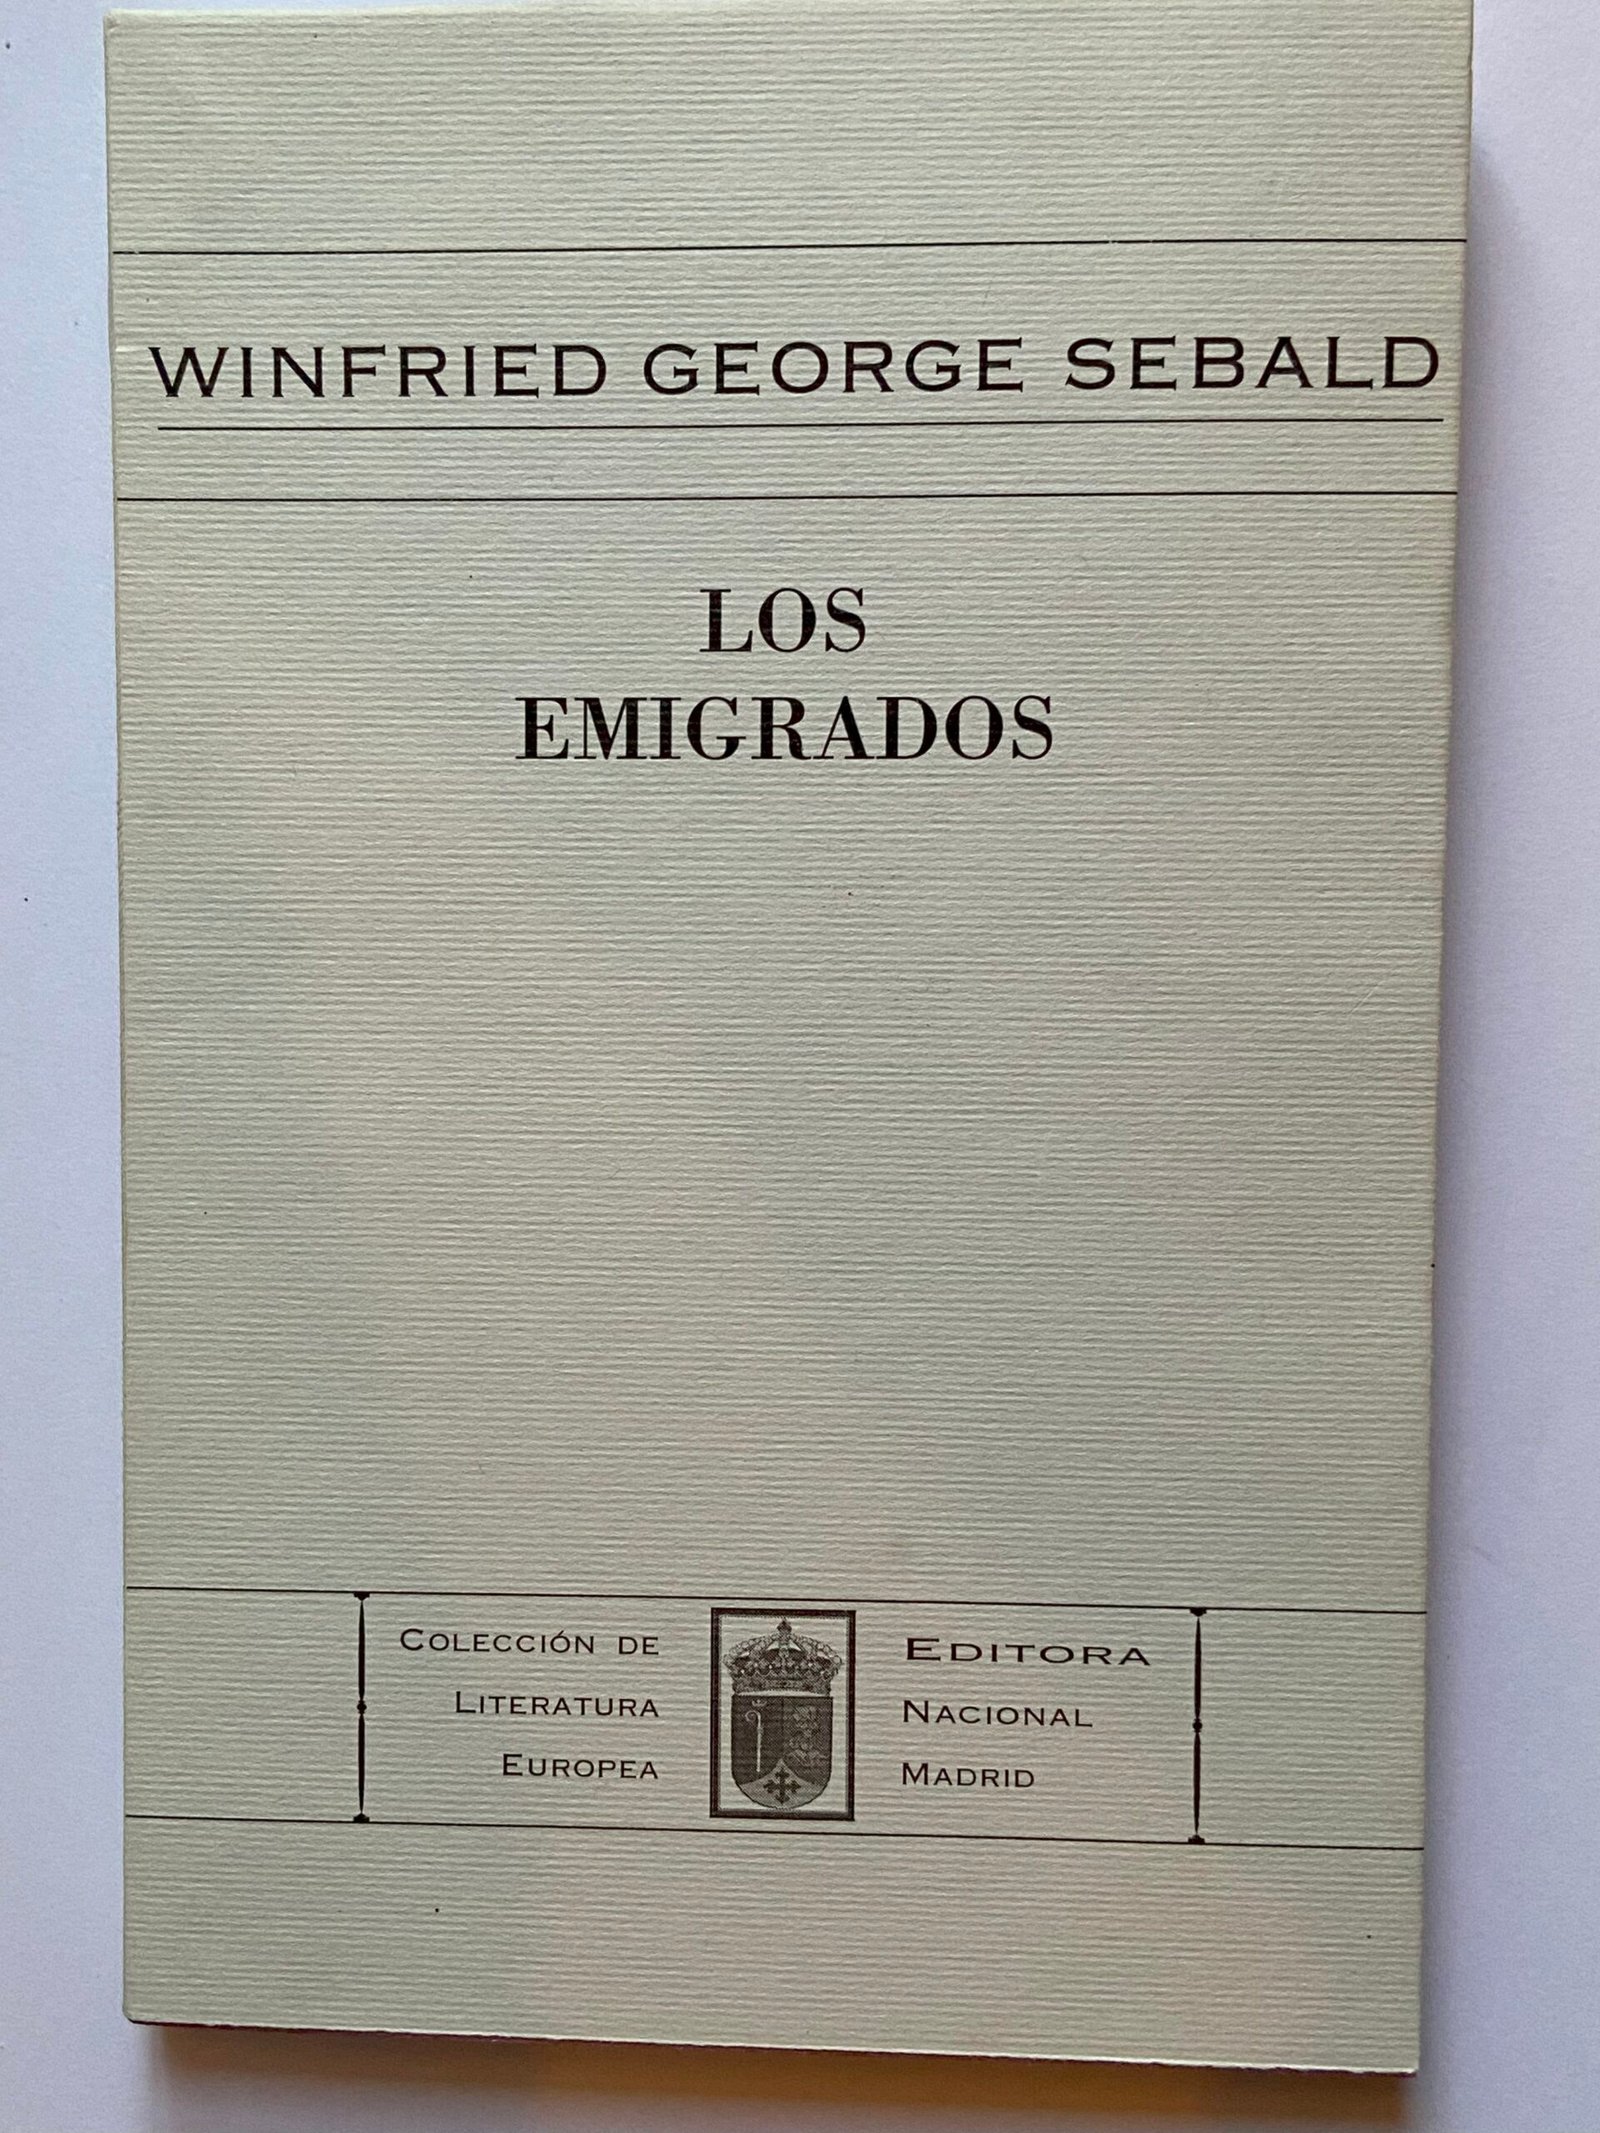 WINFRIED GEORGE SEBALD
LOS
EMIGRADOS
COLECCIÓN DE
LITERATURA
EUROPEA
EDITORA
NACIONAL
MADRID